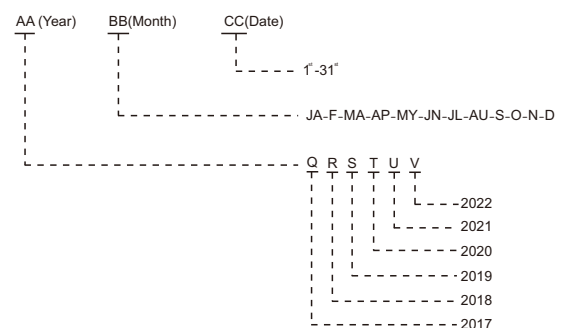 AA (Year) BB(Month) CC(Date)
1st-31st
JA-F-MA-AP-MY-JN-JL-AU-S-O-N-D
Q R S T U V
2022
2021
2020
2019
2018
2017